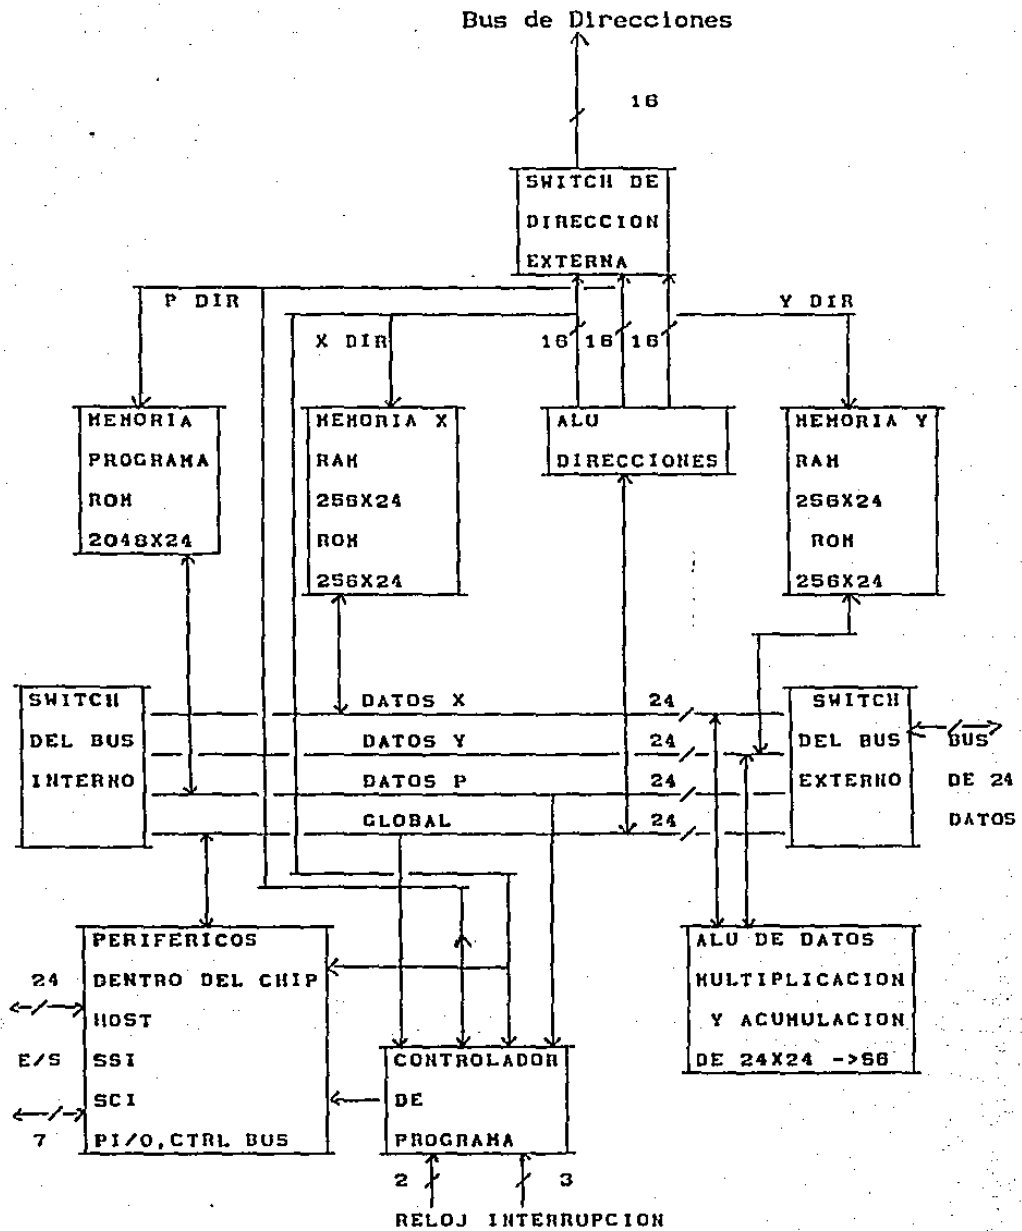 Bus de Direcciones
16
SWITCH DE
DIRECCION
EXTERNA
P DIR
Y DIR
X DIR
16 16 16
MEMORIA
PROGRAMA
ROM
2048X24
MEMORIA X
RAM
256X24
ROM
256X24
ALU
DIRECCIONES
MEMORIA Y
RAM
256X24
ROM
256X24
SWITCH
DEL BUS
INTERNO
DATOS X 24
DATOS Y 24
DATOS P 24
GLOBAL 24
SWITCH
DEL BUS
EXTERNO
BUS
DE 24
DATOS
PERIFERICOS
DENTRO DEL CHIP
HOST
SSI
SCI
PI/O,CTRL BUS
24
E/S
7
CONTROLADOR
DE
PROGRAMA
ALU DE DATOS
MULTIPLICACION
Y ACUMULACION
DE 24X24 ->56
2 3
RELOJ INTERRUPCION